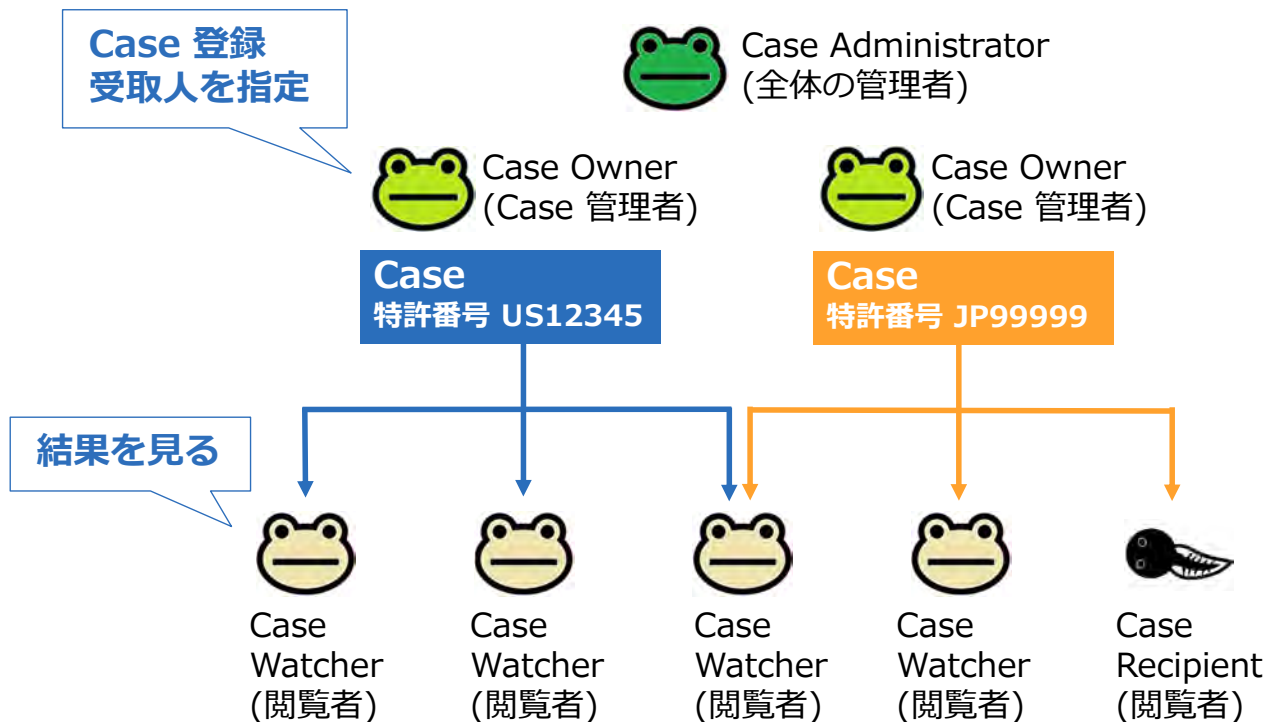 Case 登録
受取人を指定
Case Administrator
(全体の管理者)
Case Owner
(Case 管理者)
Case Owner
(Case 管理者)
Case
特許番号 US12345
Case
特許番号 JP99999
結果を見る
Case
Watcher
(閲覧者)
Case
Watcher
(閲覧者)
Case
Watcher
(閲覧者)
Case
Watcher
(閲覧者)
Case
Recipient
(閲覧者)